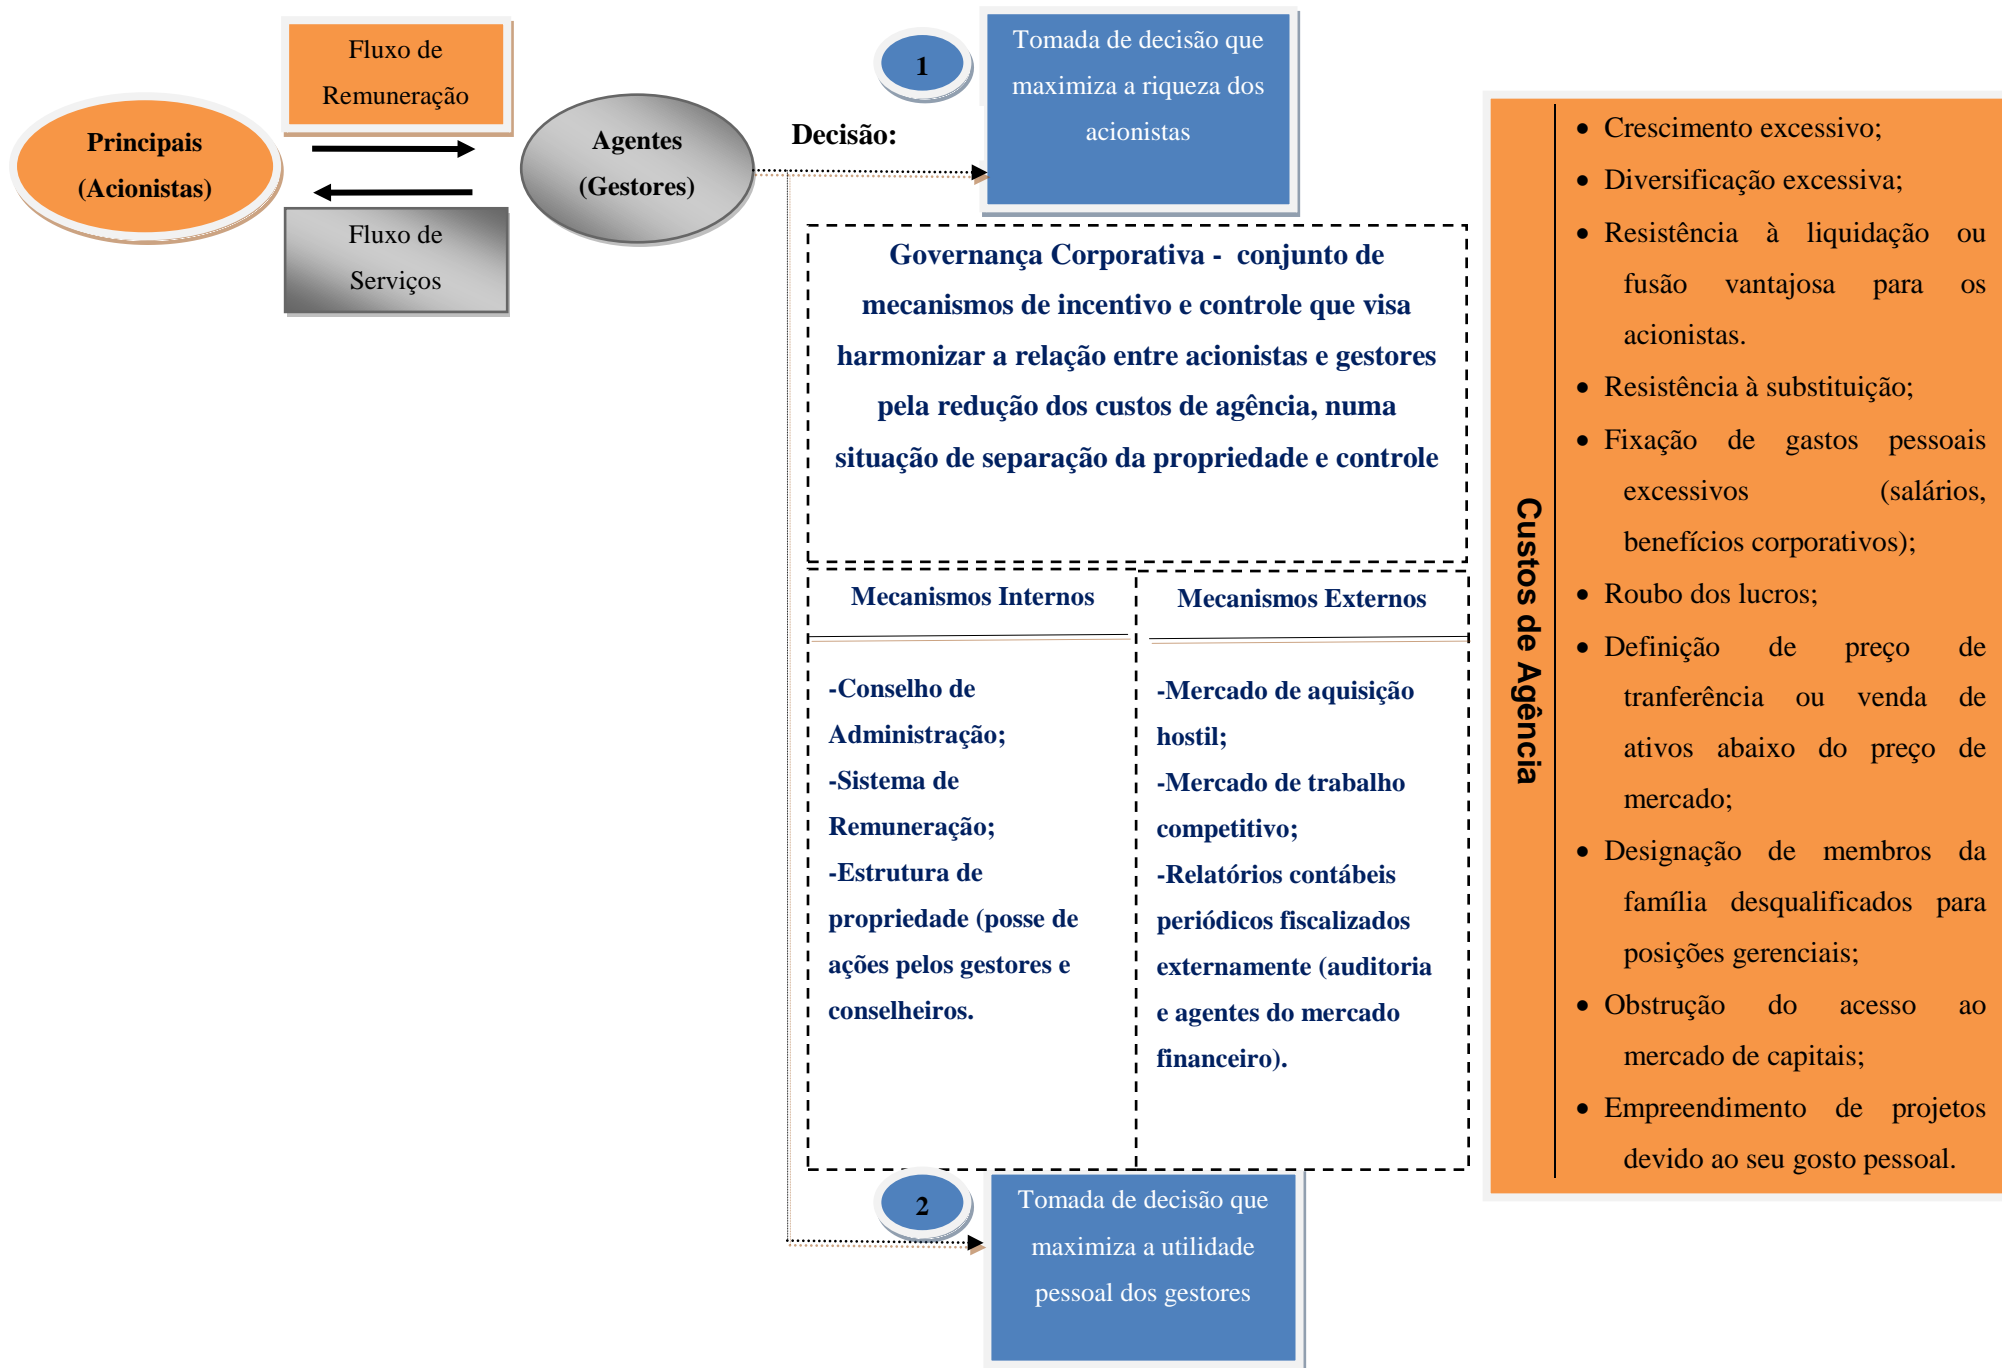 Fluxo de
Remuneração
Principais
(Acionistas)
Agentes
(Gestores)
Fluxo de
Serviços
Decisão:
1
Tomada de decisão que
maximiza a riqueza dos
acionistas
Governança Corporativa - conjunto de
mecanismos de incentivo e controle que visa
harmonizar a relação entre acionistas e gestores
pela redução dos custos de agência, numa
situação de separação da propriedade e controle
Mecanismos Internos
-Conselho de
Administração;
-Sistema de
Remuneração;
-Estrutura de
propriedade (posse de
ações pelos gestores e
conselheiros.
Mecanismos Externos
-Mercado de aquisição
hostil;
-Mercado de trabalho
competitivo;
-Relatórios contábeis
periódicos fiscalizados
externamente (auditoria
e agentes do mercado
financeiro).
2
Tomada de decisão que
maximiza a utilidade
pessoal dos gestores
Custos de Agência
• Crescimento excessivo;
• Diversificação excessiva;
• Resistência à liquidação ou
fusão vantajosa para os
acionistas.
• Resistência à substituição;
• Fixação de gastos pessoais
excessivos (salários,
benefícios corporativos);
• Roubo dos lucros;
• Definição de preço de
tranferência ou venda de
ativos abaixo do preço de
mercado;
• Designação de membros da
família desqualificados para
posições gerenciais;
• Obstrução do acesso ao
mercado de capitais;
• Empreendimento de projetos
devido ao seu gosto pessoal.